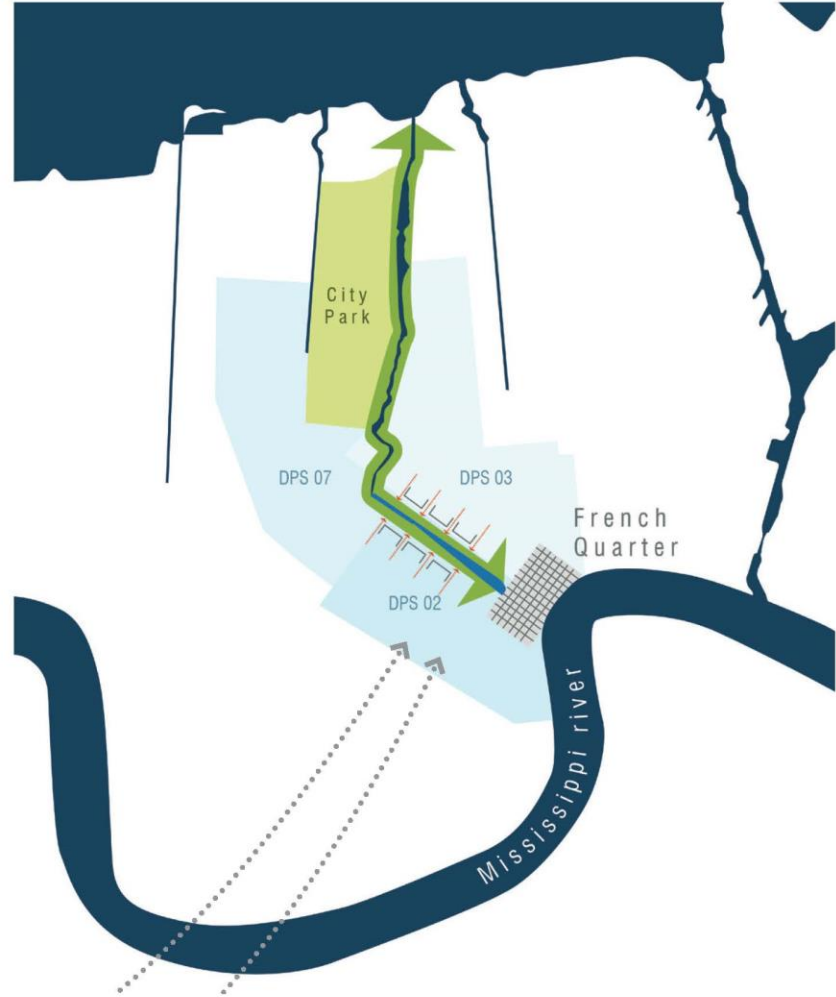 City
Park
DPS 07
DPS 03
French
Quarter
DPS 02
Mississippi river